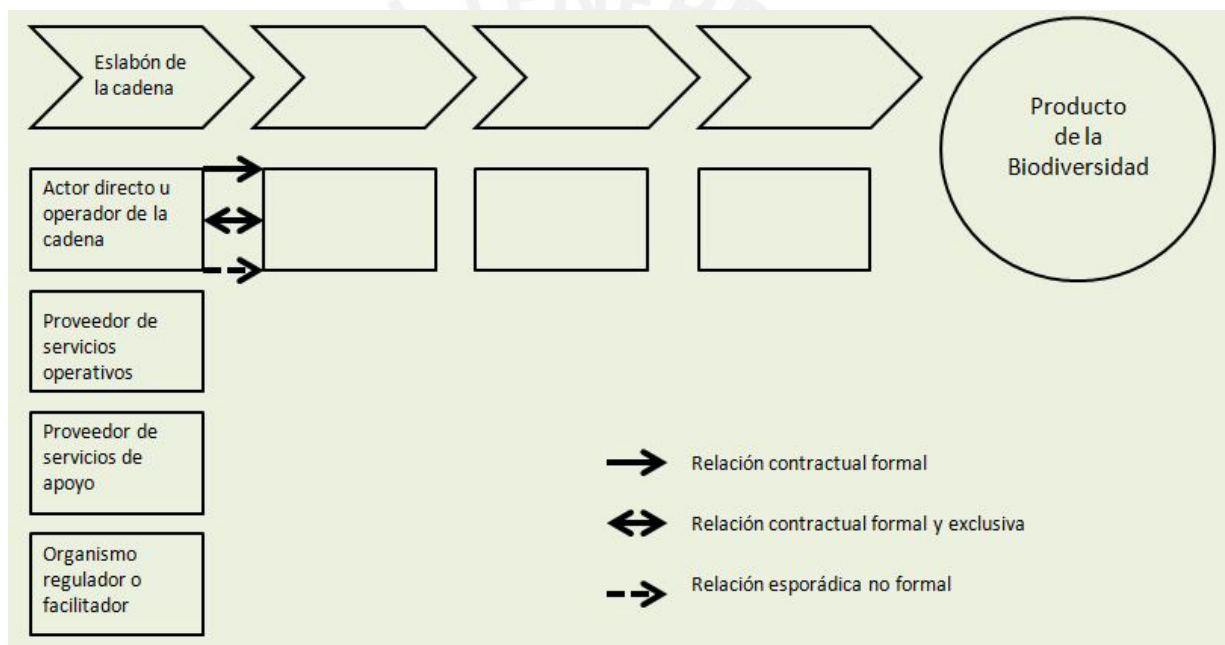 Eslabón de
la cadena
Producto
de la
Biodiversidad
Actor directo u
operador de la
cadena
Proveedor de
servicios
operativos
Proveedor de
servicios de
apoyo
Organismo
regulador o
facilitador
Relación contractual formal
Relación contractual formal y exclusiva
Relación esporádica no formal